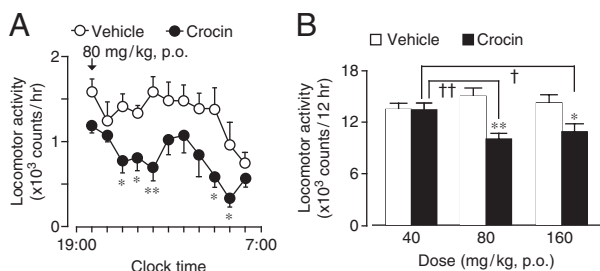 A
Vehicle Crocin
80 mg/kg, p.o.
Locomotor activity
(x10³ counts/hr)
2
1
0
* * ** * *
19:00 7:00
Clock time
B
Vehicle Crocin
Locomotor activity
(x10³ counts/12 hr)
18
12
6
0
†† †
** *
40 80 160
Dose (mg/kg, p.o.)